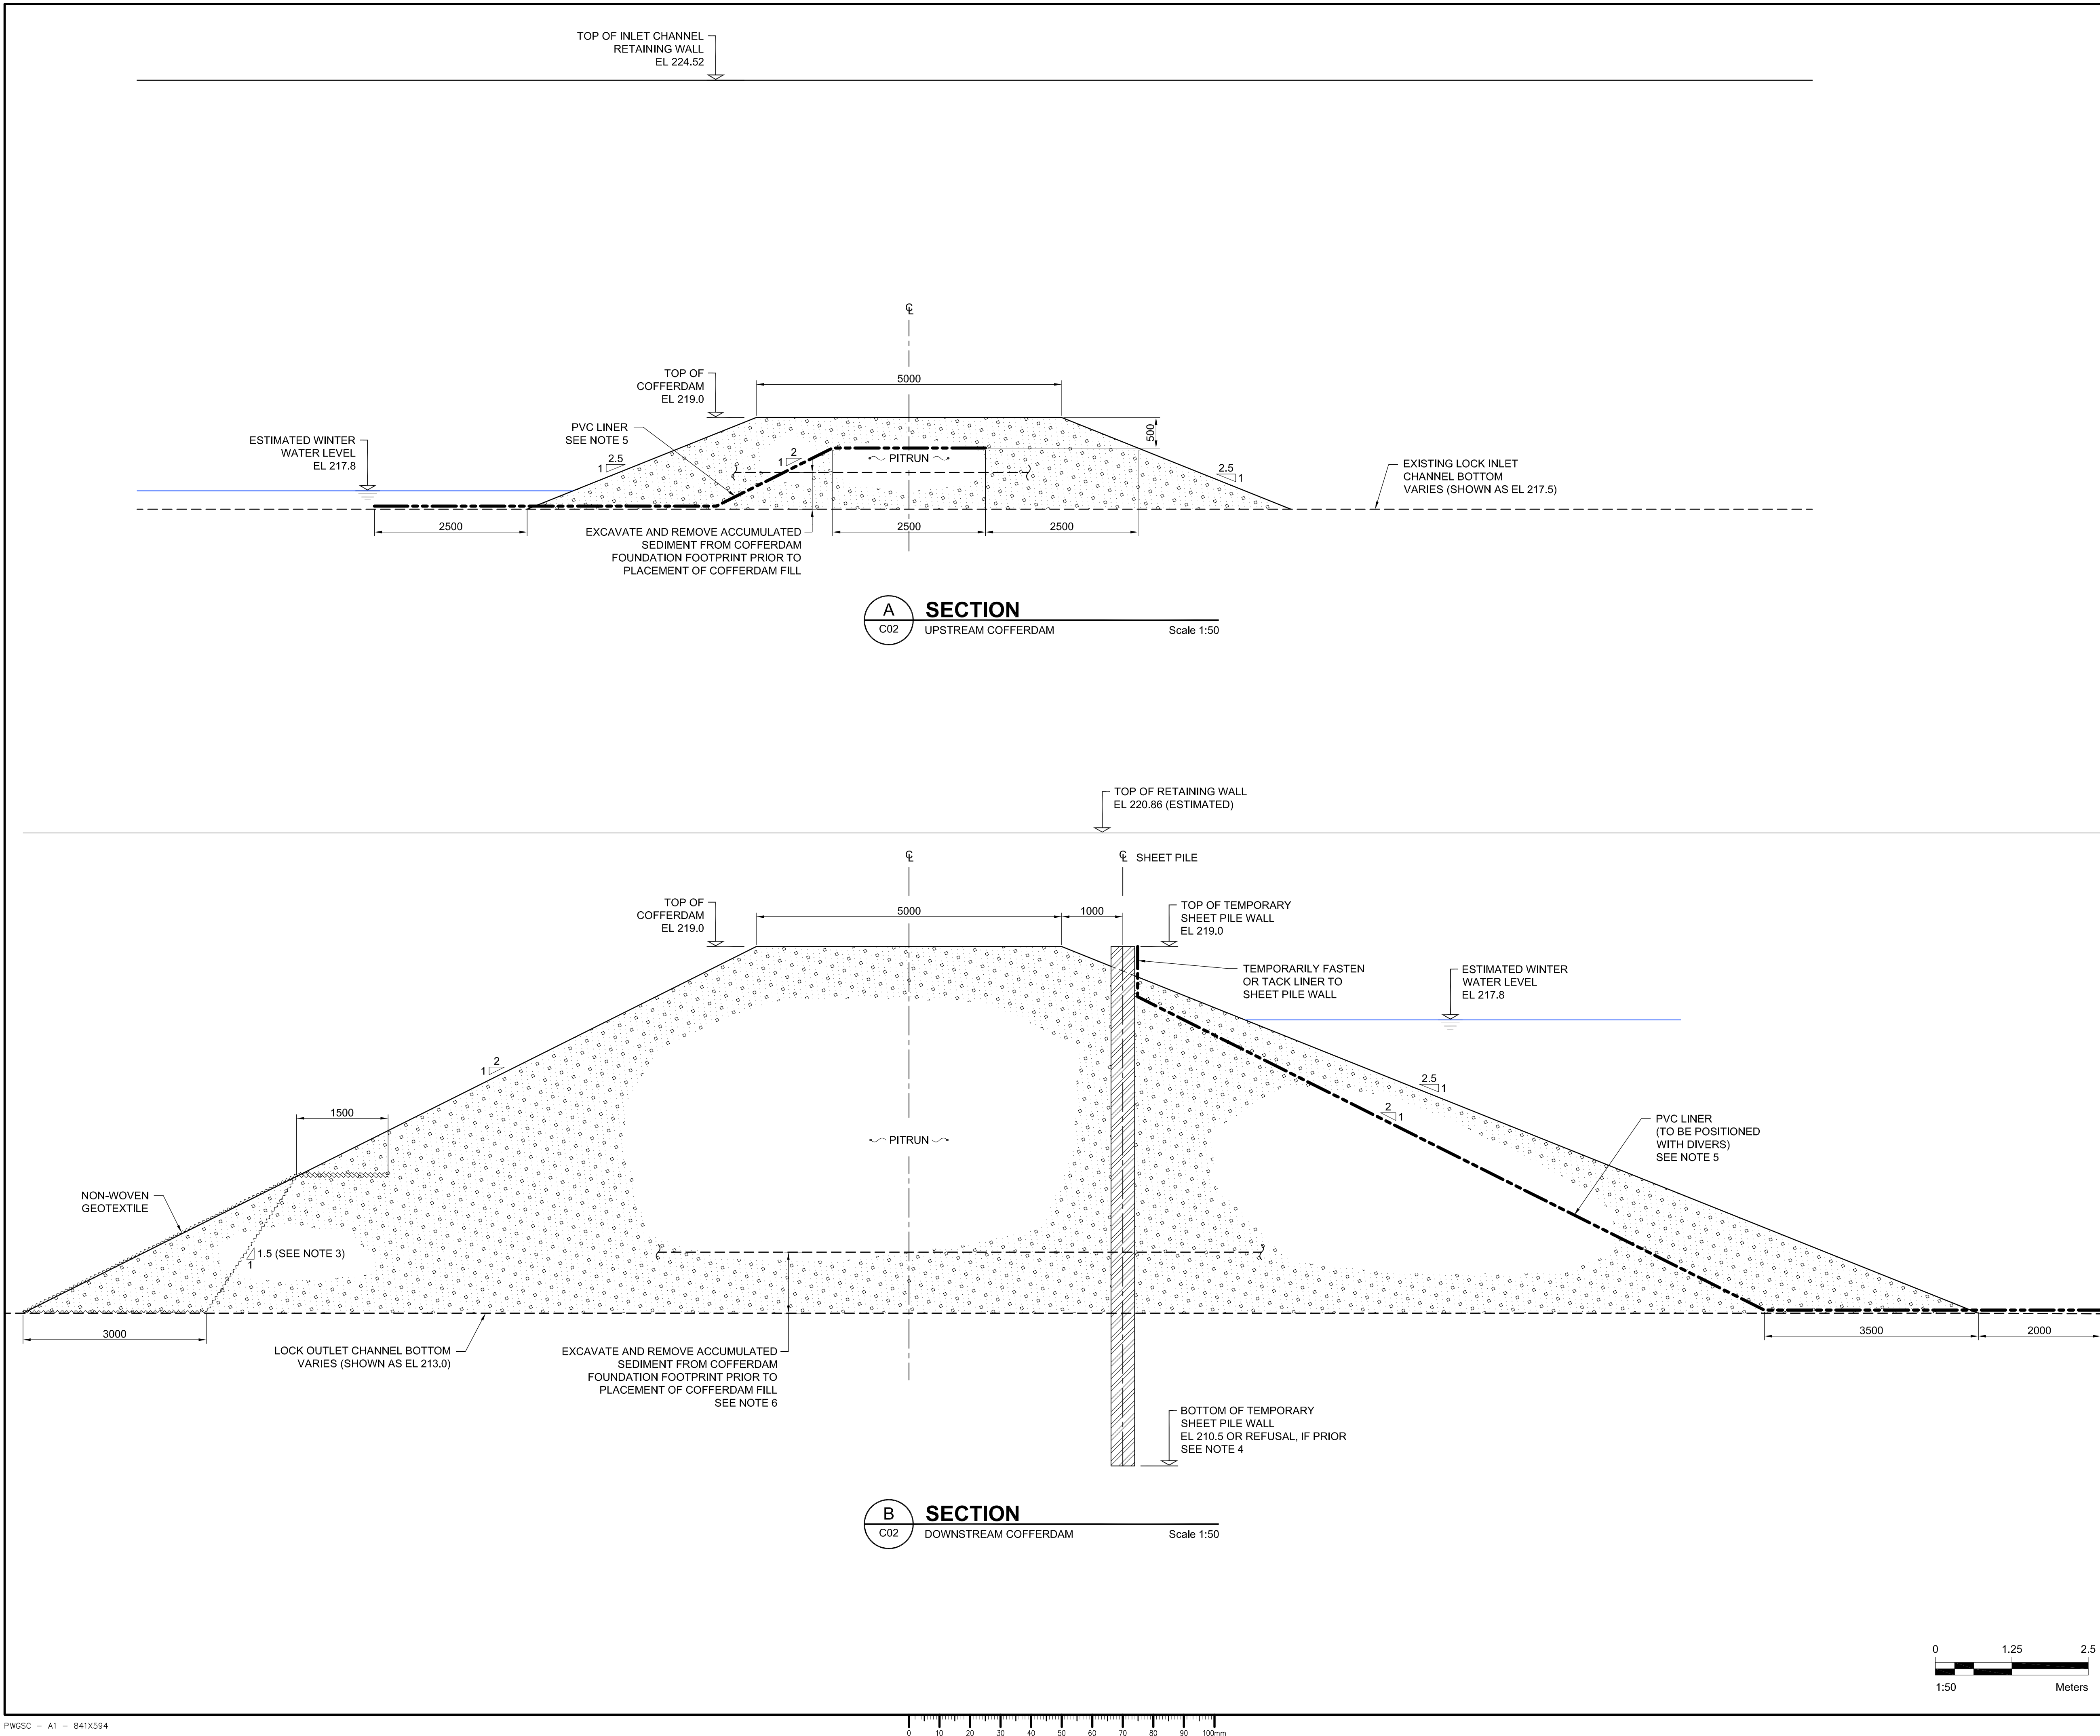 TOP OF INLET CHANNEL
RETAINING WALL
EL 224.52
℄
TOP OF
COFFERDAM
EL 219.0
5000
500
PVC LINER
SEE NOTE 5
2.5
1
2
1
PITRUN
2.5
1
ESTIMATED WINTER
WATER LEVEL
EL 217.8
EXISTING LOCK INLET
CHANNEL BOTTOM
VARIES (SHOWN AS EL 217.5)
2500
2500
2500
EXCAVATE AND REMOVE ACCUMULATED
SEDIMENT FROM COFFERDAM
FOUNDATION FOOTPRINT PRIOR TO
PLACEMENT OF COFFERDAM FILL
A
C02
SECTION
UPSTREAM COFFERDAM
Scale 1:50
TOP OF RETAINING WALL
EL 220.86 (ESTIMATED)
℄
℄ SHEET PILE
TOP OF
COFFERDAM
EL 219.0
5000
1000
TOP OF TEMPORARY
SHEET PILE WALL
EL 219.0
TEMPORARILY FASTEN
OR TACK LINER TO
SHEET PILE WALL
ESTIMATED WINTER
WATER LEVEL
EL 217.8
2
1
2.5
1
2
1
1500
PITRUN
PVC LINER
(TO BE POSITIONED
WITH DIVERS)
SEE NOTE 5
NON-WOVEN
GEOTEXTILE
1.5 (SEE NOTE 3)
1
3000
3500
2000
LOCK OUTLET CHANNEL BOTTOM
VARIES (SHOWN AS EL 213.0)
EXCAVATE AND REMOVE ACCUMULATED
SEDIMENT FROM COFFERDAM
FOUNDATION FOOTPRINT PRIOR TO
PLACEMENT OF COFFERDAM FILL
SEE NOTE 6
BOTTOM OF TEMPORARY
SHEET PILE WALL
EL 210.5 OR REFUSAL, IF PRIOR
SEE NOTE 4
B
C02
SECTION
DOWNSTREAM COFFERDAM
Scale 1:50
0 1.25 2.5
1:50 Meters
PWGSC - A1 - 841X594
0 10 20 30 40 50 60 70 80 90 100mm